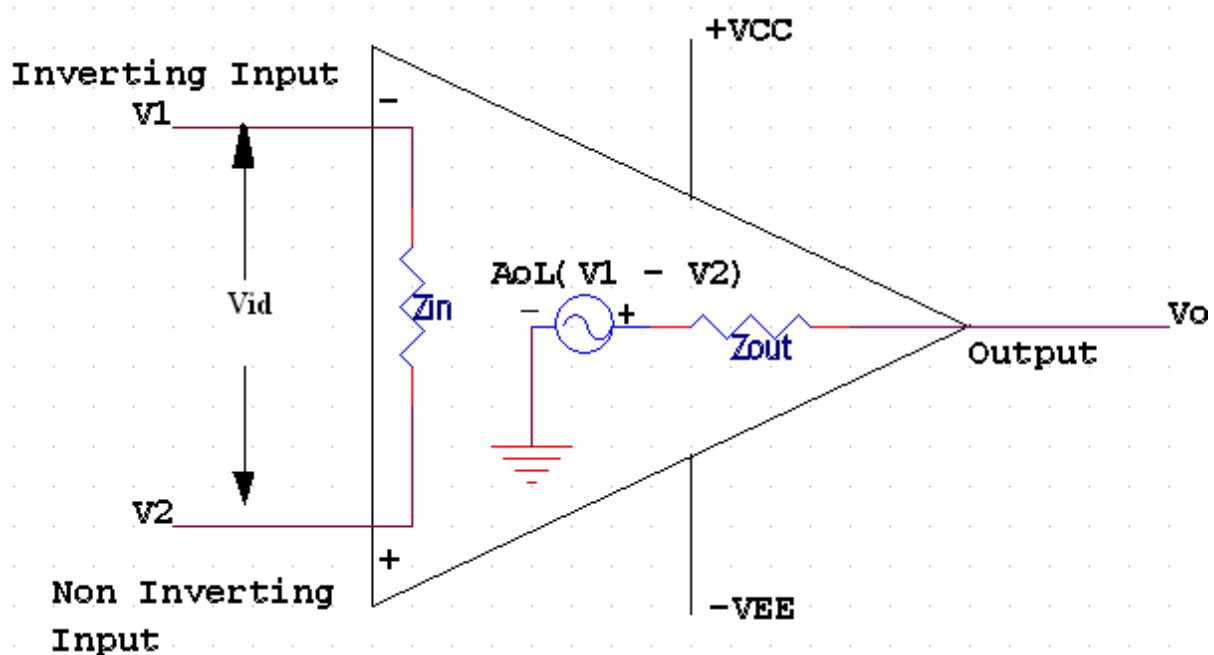 +VCC
Inverting Input
V1
-
AoL( V1 - V2)
Vid
Zin
- +
Zout
Vo
Output
V2
+
Non Inverting
Input
-VEE